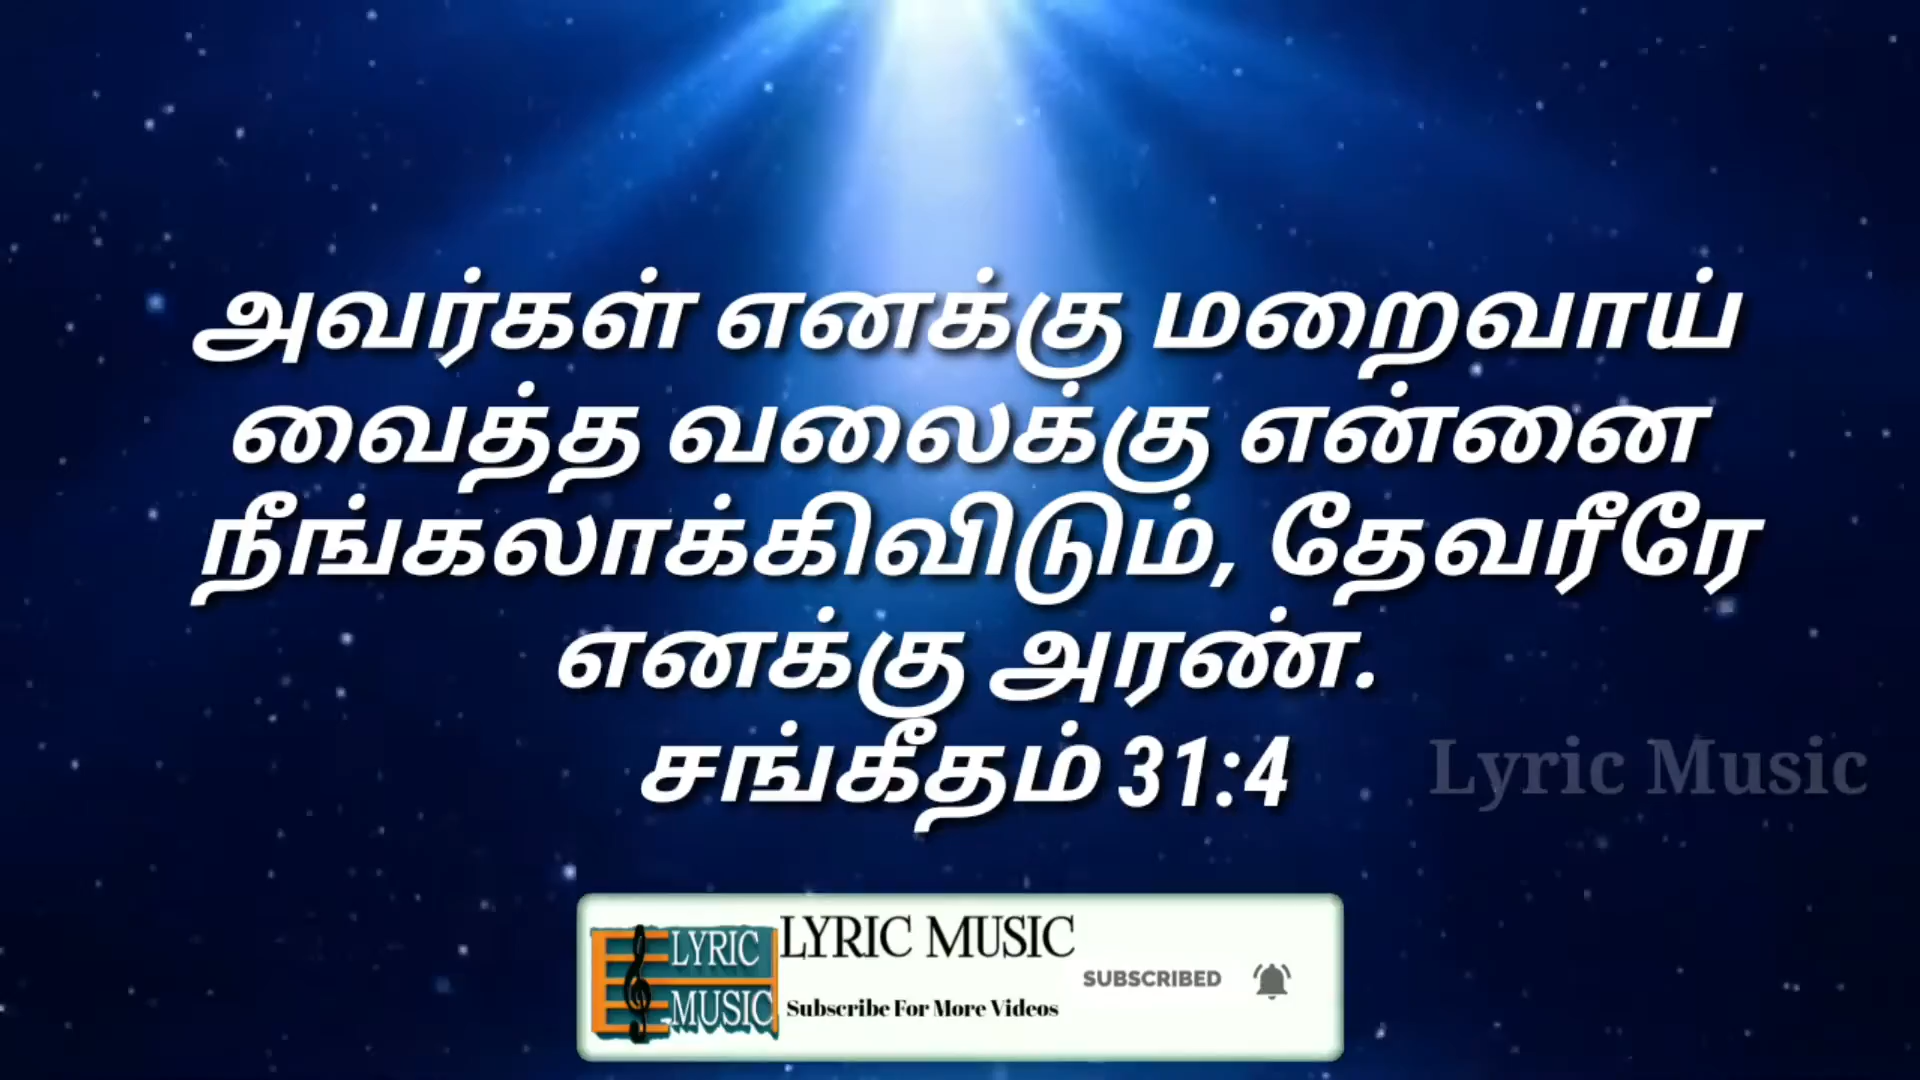 அவர்கள் எனக்கு மறைவாய்
வைத்த வலைக்கு என்னை
நீங்கலாக்கிவிடும், தேவரீரே
எனக்கு அரண்.
சங்கீதம் 31:4
Lyric Music
LYRIC MUSIC
LYRIC
MUSIC
SUBSCRIBED
Subscribe For More Videos